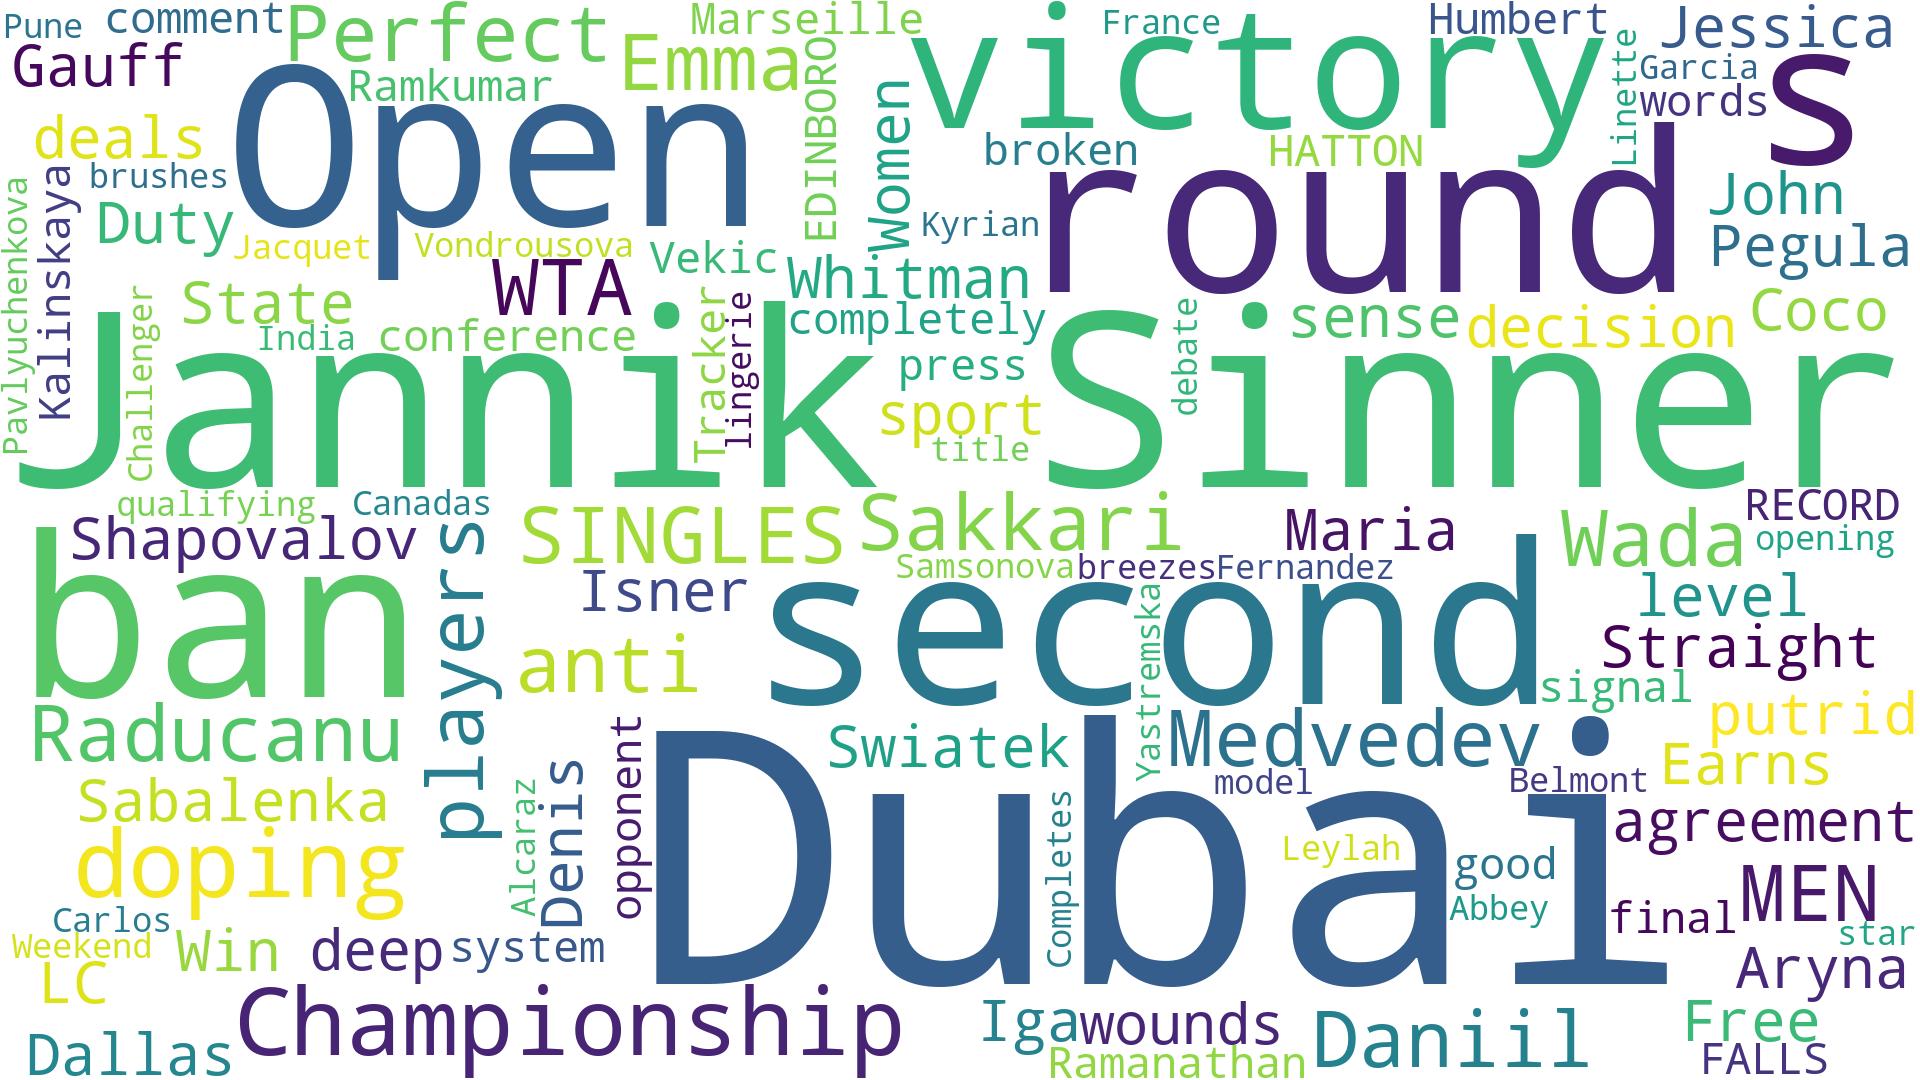 Pune
comment
Perfect
Marseille
France
Humbert
Jessica
Gauff
Ramkumar
Emma
EDINBORO
victory
Linette
Garcia
s
words
deals
Open
Women
broken
HATTON
round
brushes
Pavlyuchenkova
Kalinskaya
Duty
Jacquet
Vondrousova
Vekic
Kyrian
John
Pegula
WTA
Whitman
State
India
conference
Tracker
lingerie
completely
debate
sense
decision
Coco
Challenger
Jannik Sinner
press
sport
title
qualifying
Canadas
Shapovalov
players
SINGLES
Sakkari
Maria
Wada
RECORD
opening
Samsonova
breezes
Fernandez
ban
Isner
second
level
anti
Yastremska
Straight
signal
Raducanu
opponent
Swiatek
Medvedev
putrid
Sabalenka
Alcaraz
Denis
Dubai
model
Belmont
Earns
doping
Completes
Leylah
good
agreement
Abbey
MEN
Carlos
final
star
Weekend
Win
deep
system
LC
Aryna
Championship
Iga
wounds
Daniil
Free
Dallas
Ramanathan
FALLS